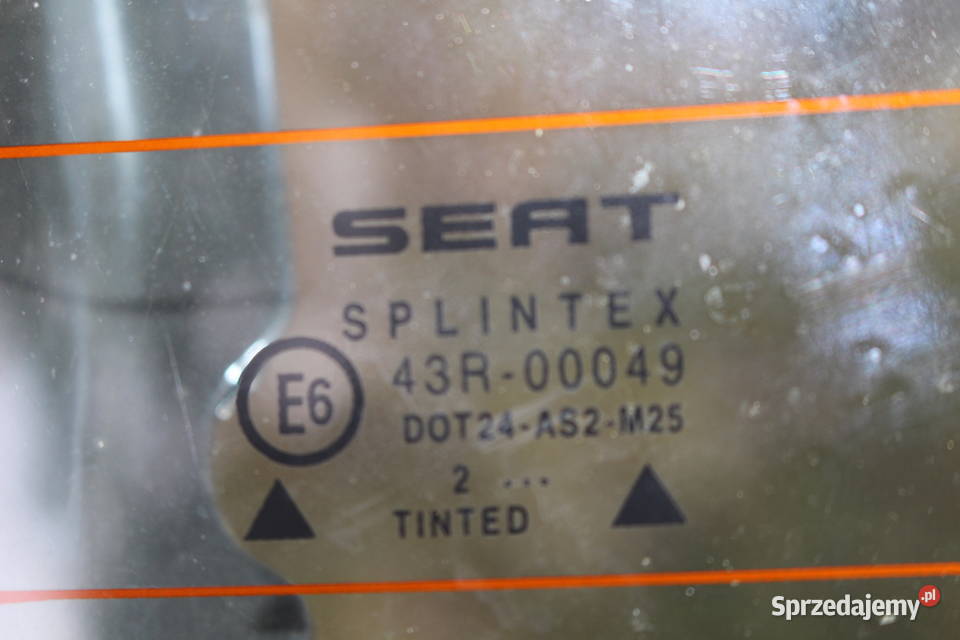 SEAT
SPLINTEX
E6
43R-00049
DOT24-AS2-M25
2 ...
TINTED
Sprzedajemy.pl